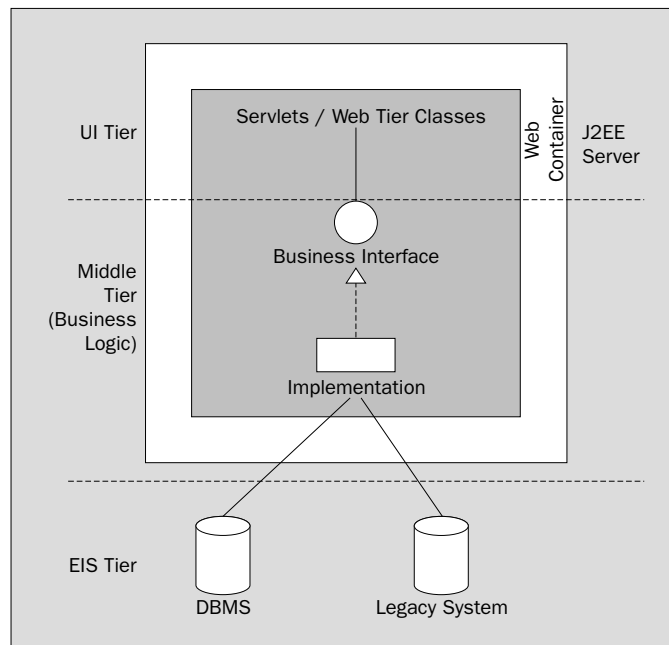 Servlets / Web Tier Classes
UI Tier
Web
Container
J2EE
Server
Business Interface
Middle
Tier
(Business
Logic)
Implementation
EIS Tier
DBMS
Legacy System